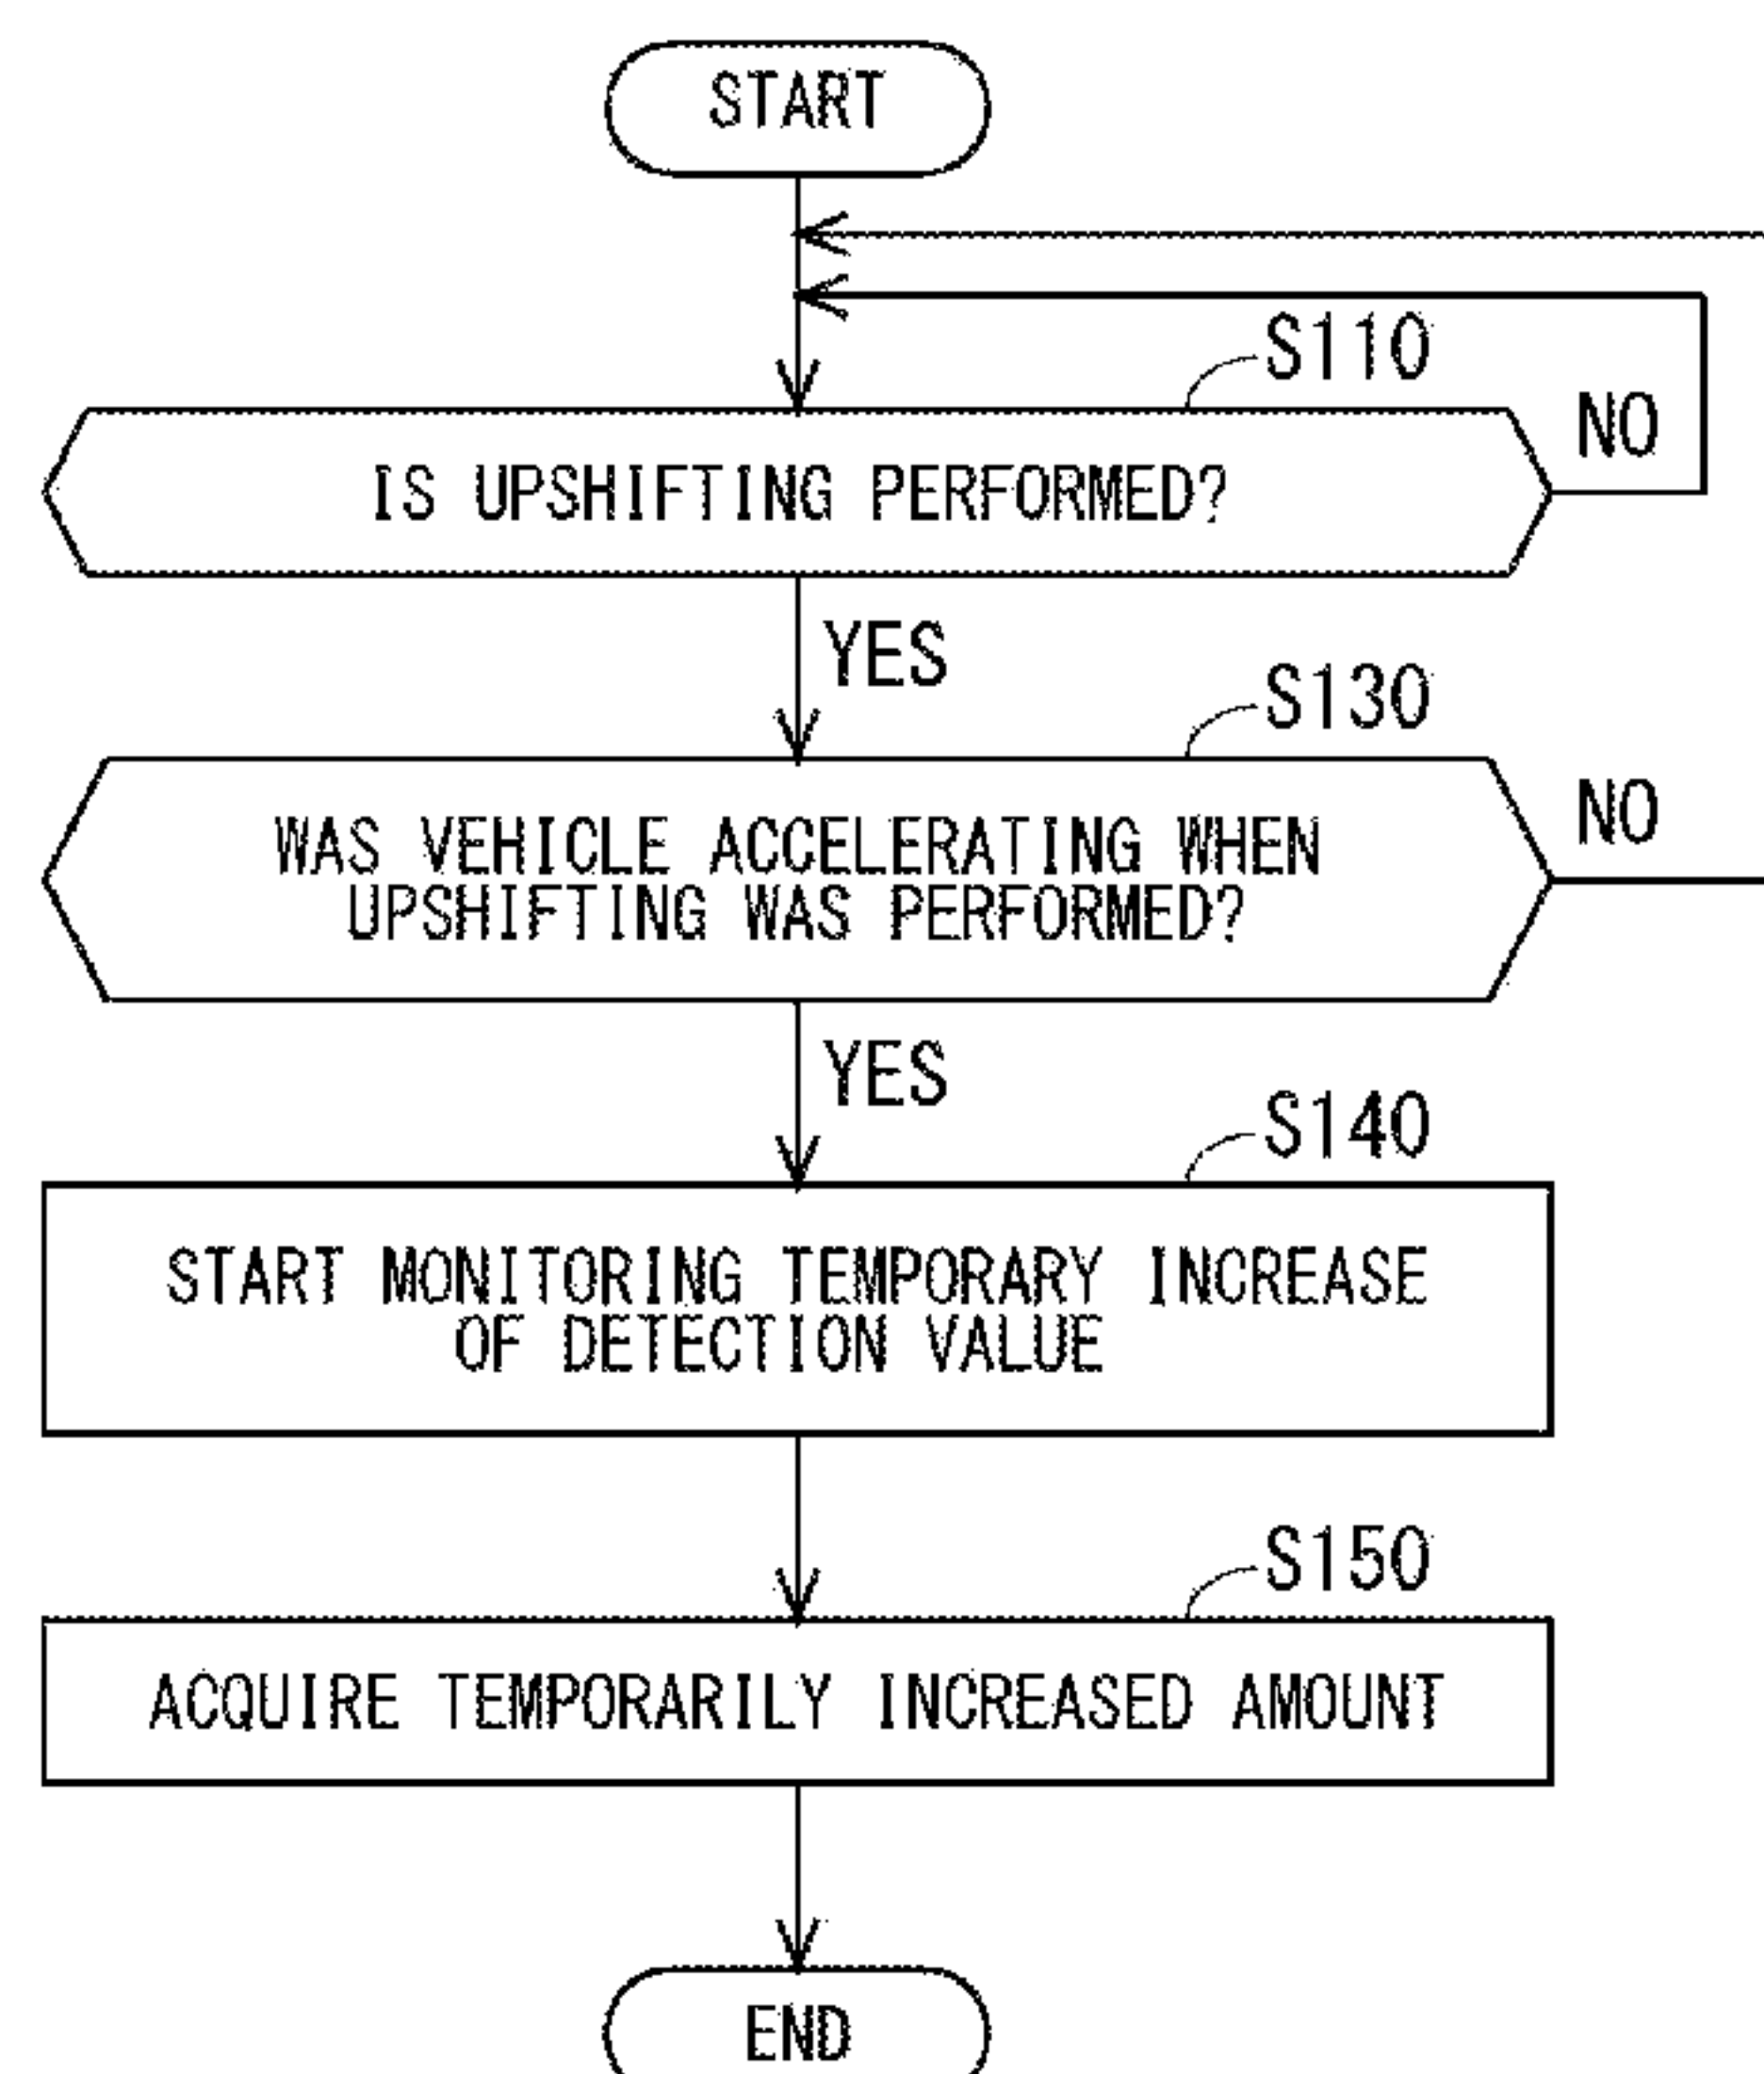 START
S110
NO
IS UPSHIFTING PERFORMED?
YES
S130
NO
WAS VEHICLE ACCELERATING WHEN
UPSHIFTING WAS PERFORMED?
YES
S140
START MONITORING TEMPORARY INCREASE
OF DETECTION VALUE
S150
ACQUIRE TEMPORARILY INCREASED AMOUNT
END